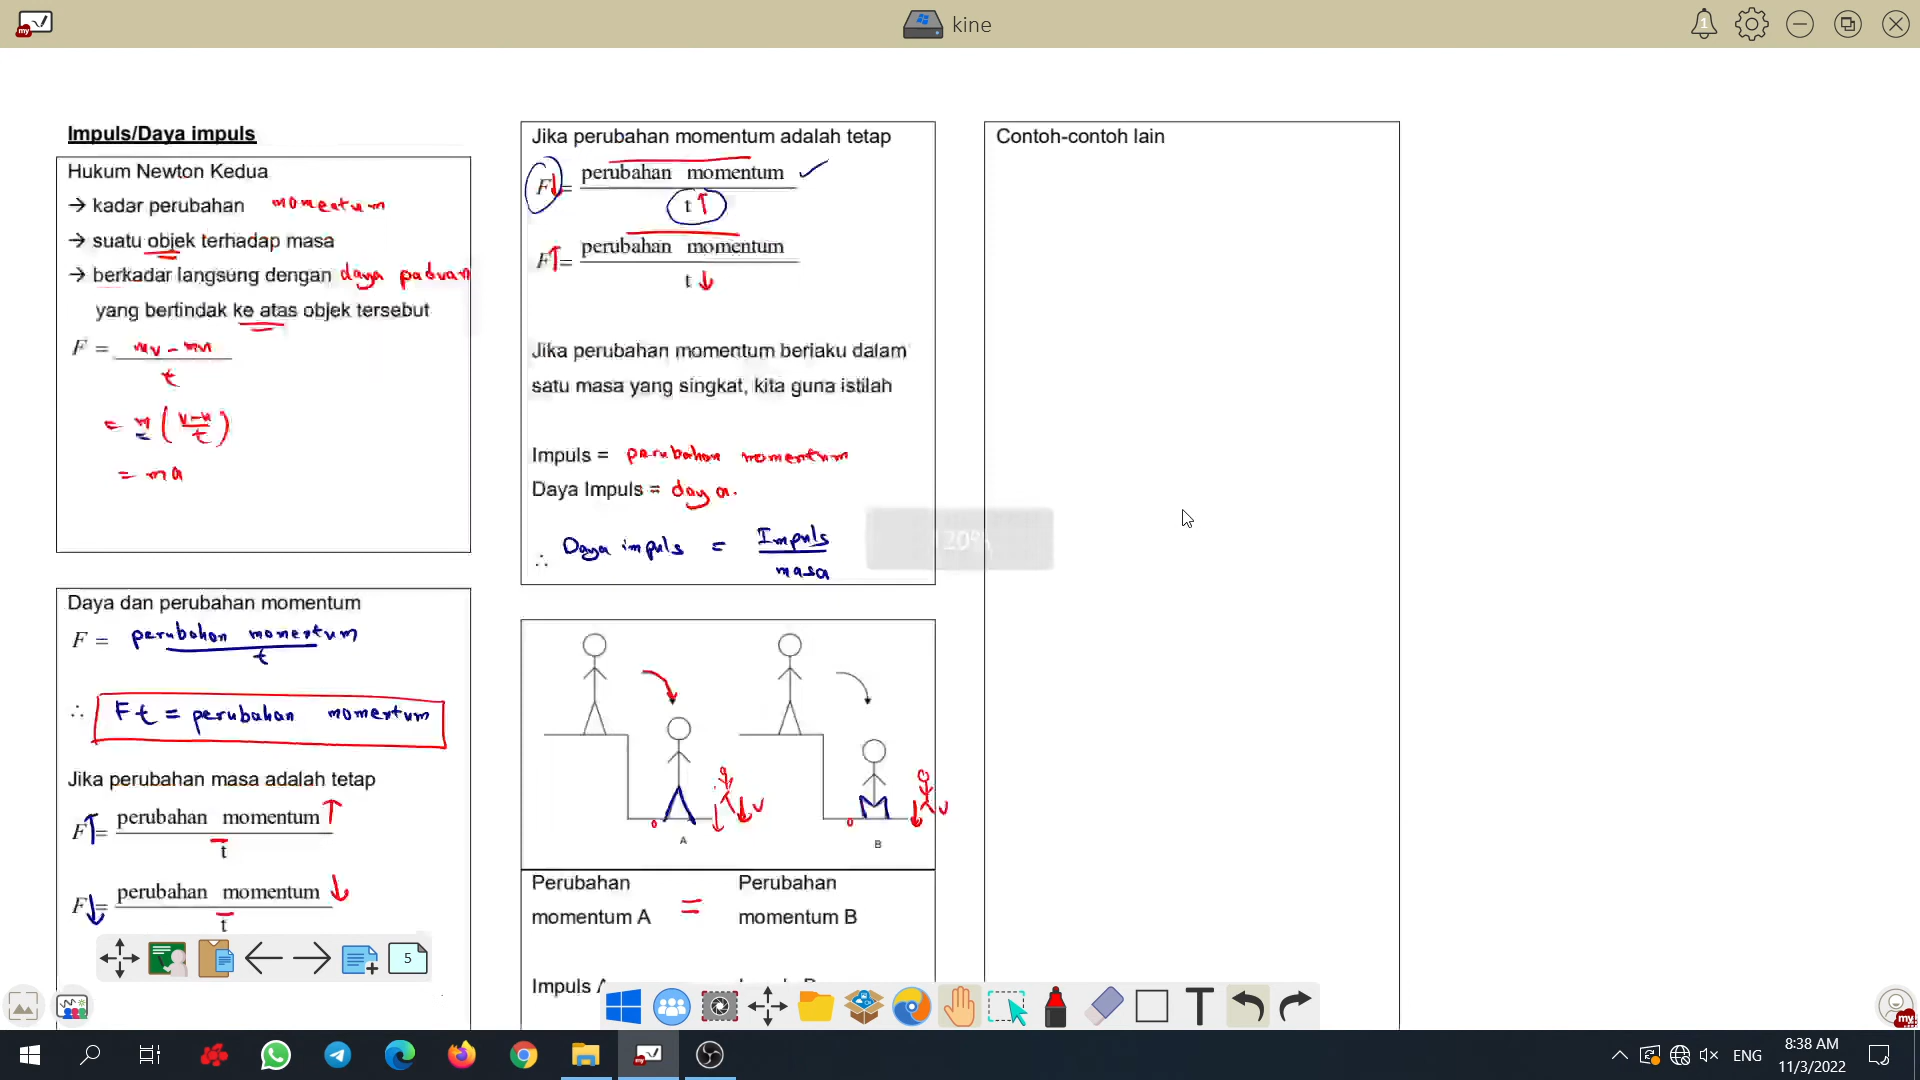 kine
1
Impuls/Daya impuls
Hukum Newton Kedua
→ kadar perubahan momentum
→ suatu objek terhadap masa
→ berkadar langsung dengan daya paduan
yang bertindak ke atas objek tersebut
F = mv - mu
t
= m ( v-u
t )
= ma
Daya dan perubahan momentum
F = perubahan momentum
t
∴ Ft = perubahan momentum
Jika perubahan masa adalah tetap
F↑ = perubahan momentum ↑
t
F↓ = perubahan momentum ↓
t
Jika perubahan momentum adalah tetap
F↓ = perubahan momentum ✓
t ↑
F↑ = perubahan momentum
t ↓
Jika perubahan momentum berlaku dalam
satu masa yang singkat, kita guna istilah
Impuls = perubahan momentum
Daya Impuls = daya.
∴ Daya impuls = Impuls
masa
120%
o v
A
o v
B
Perubahan
momentum A
=
Perubahan
momentum B
Impuls A
Contoh-contoh lain
5
T
my
ENG
8:38 AM
11/3/2022